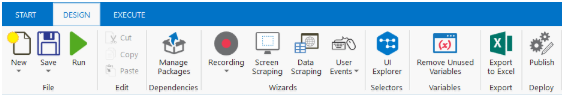 START DESIGN EXECUTE
New Save Run Cut Copy Paste Manage Packages Recording Screen Scraping Data Scraping User Events UI Explorer Remove Unused Variables Export to Excel Publish
File Edit Dependencies Wizards Selectors Variables Export Deploy